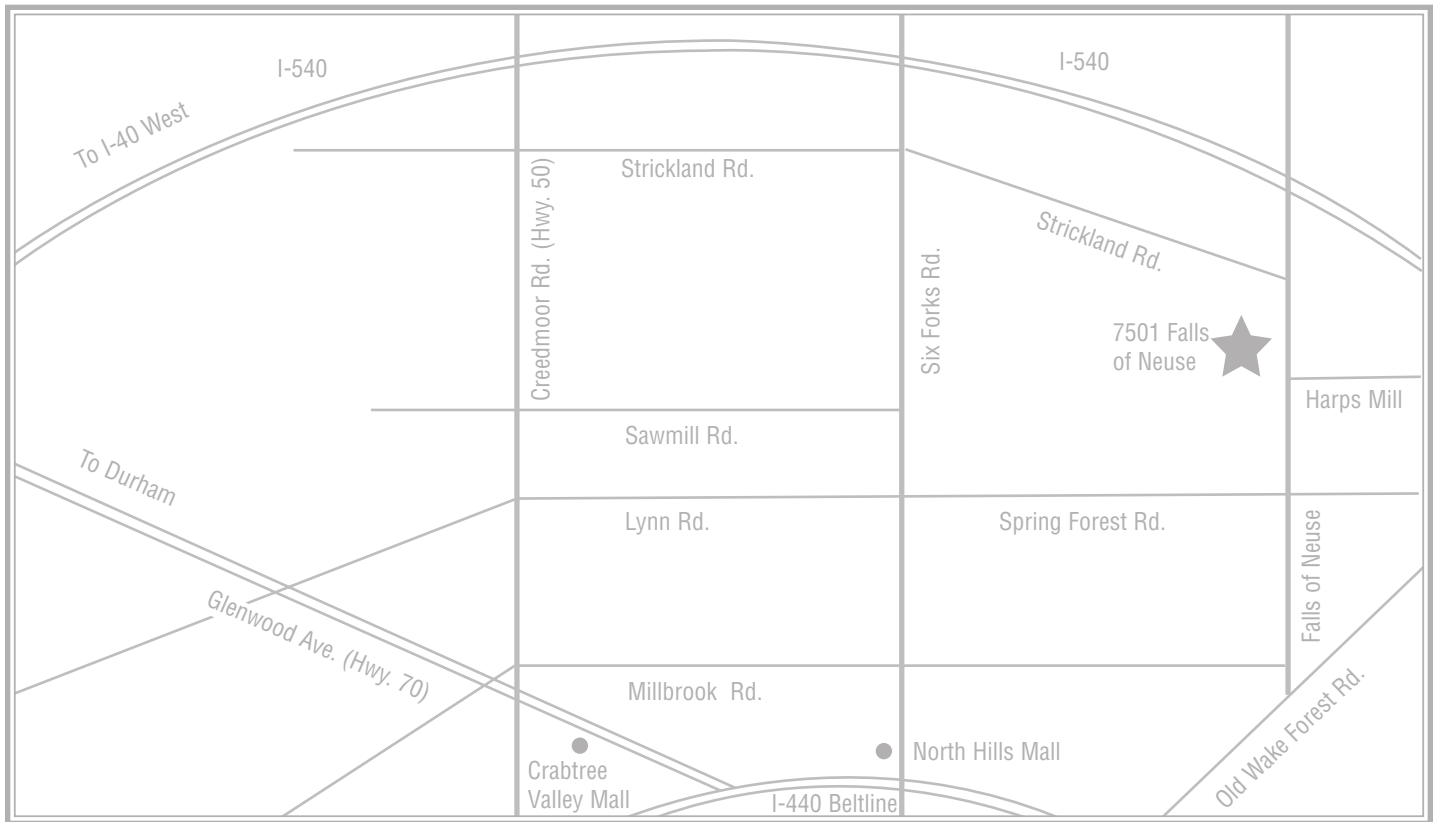 I-540
I-540
To I-40 West
Strickland Rd.
Creedmoor Rd. (Hwy. 50)
Strickland Rd.
Six Forks Rd.
7501 Falls
of Neuse
Harps Mill
Sawmill Rd.
To Durham
Lynn Rd.
Spring Forest Rd.
Falls of Neuse
Glenwood Ave. (Hwy. 70)
Millbrook Rd.
Old Wake Forest Rd.
North Hills Mall
Crabtree
Valley Mall
I-440 Beltline